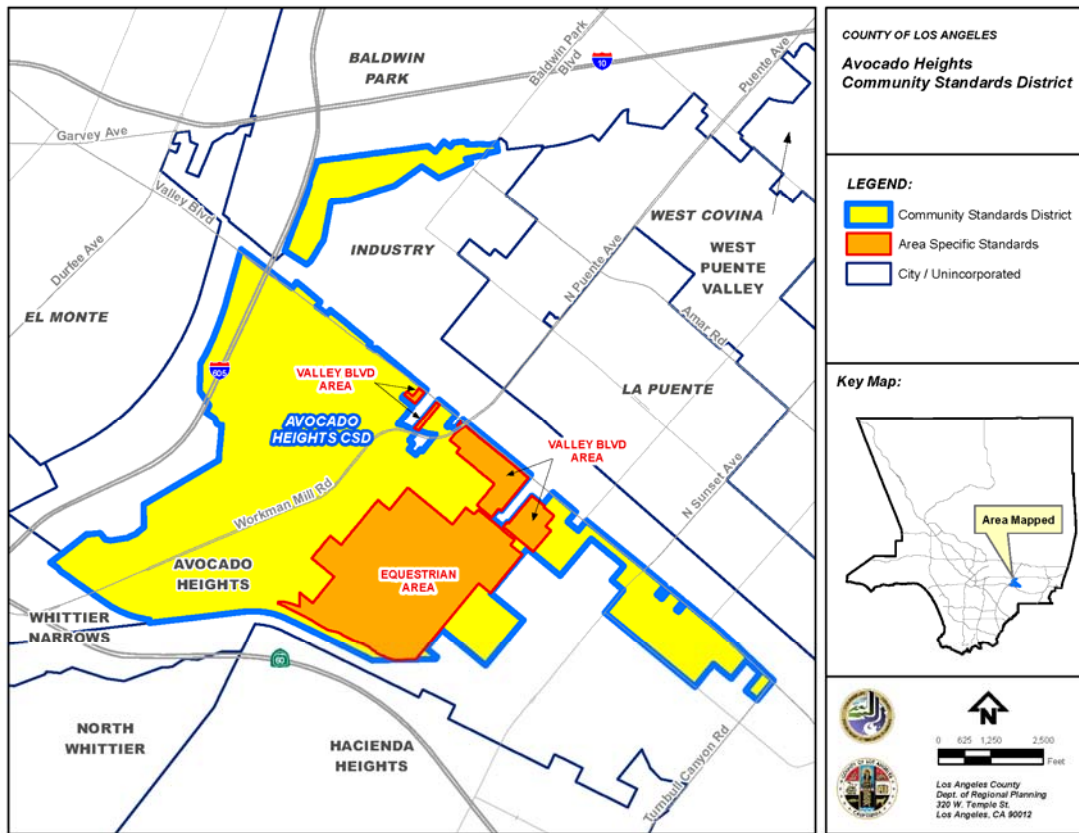 BALDWIN
PARK
Baldwin Park
Blvd
10
Puente Ave
Garvey Ave
Valley Blvd
Durfee Ave
WEST COVINA
INDUSTRY
WEST
PUENTE
VALLEY
N Puente Ave
EL MONTE
Amar Rd
605
VALLEY BLVD
AREA
LA PUENTE
AVOCADO
HEIGHTS CSD
VALLEY BLVD
AREA
Workman Mill Rd
N Sunset Ave
AVOCADO
HEIGHTS
EQUESTRIAN
AREA
WHITTIER
NARROWS
60
NORTH
WHITTIER
HACIENDA
HEIGHTS
Turnbull Canyon Rd
COUNTY OF LOS ANGELES
Avocado Heights
Community Standards District
LEGEND:
Community Standards District
Area Specific Standards
City / Unincorporated
Key Map:
Area Mapped
N
0 625 1,250 2,500
Feet
Los Angeles County
Dept. of Regional Planning
320 W. Temple St.
Los Angeles, CA 90012